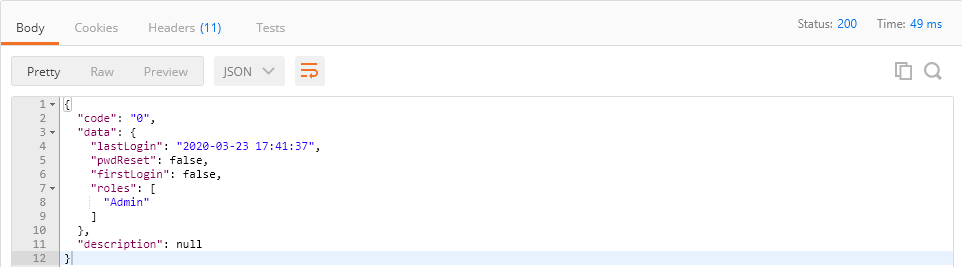 Body Cookies Headers (11) Tests Status: 200 Time: 49 ms
Pretty Raw Preview JSON
1 {
2 "code": "0",
3 "data": {
4 "lastLogin": "2020-03-23 17:41:37",
5 "pwdReset": false,
6 "firstLogin": false,
7 "roles": [
8 "Admin"
9 ]
10 },
11 "description": null
12 }